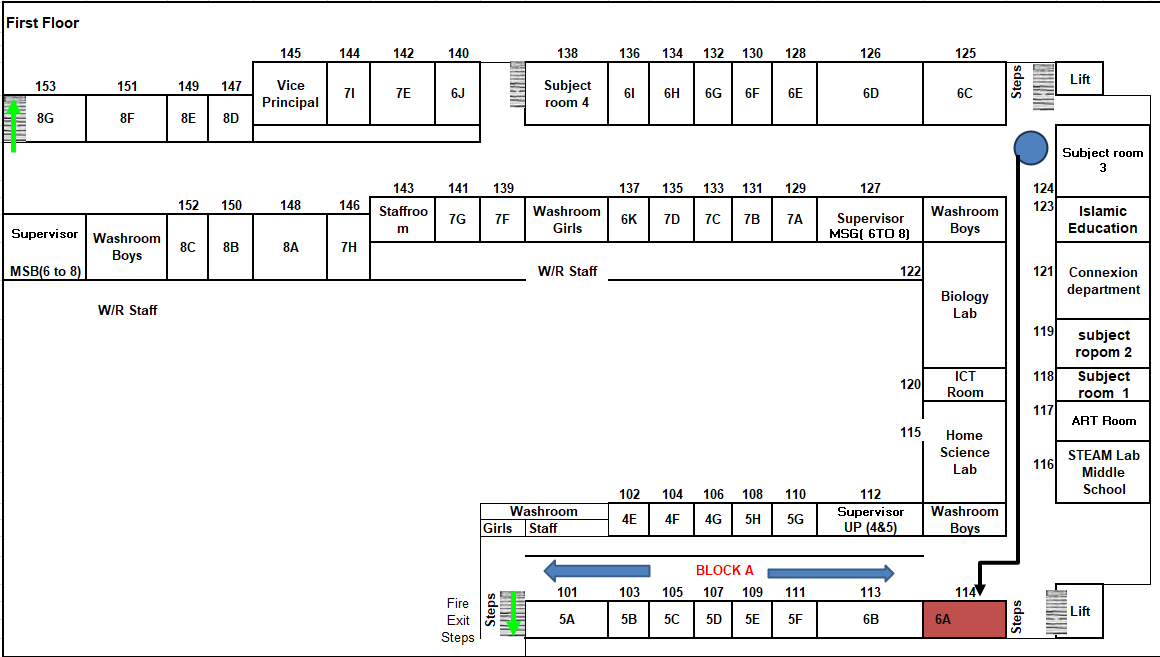 First Floor
145 144 142 140 138 136 134 132 130 128 126 125
153 151 149 147
Vice
Principal
7I 7E 6J
Subject
room 4
6I 6H 6G 6F 6E 6D 6C
Steps
Lift
8G 8F 8E 8D
Subject room
3
124
143 141 139 137 135 133 131 129 127
152 150 148 146
123
Staffroo
m
7G 7F
Washroom
Girls
6K 7D 7C 7B 7A
Supervisor
MSG( 6TO 8)
Washroom
Boys
Islamic
Education
Supervisor
MSB(6 to 8)
Washroom
Boys
8C 8B 8A 7H
W/R Staff
122
121
Connexion
department
Biology
Lab
W/R Staff
119
subject
ropom 2
120
ICT
Room
118
Subject
room 1
117
ART Room
115
Home
Science
Lab
116
STEAM Lab
Middle
School
102 104 106 108 110 112
Washroom
Girls Staff
4E 4F 4G 5H 5G
Supervisor
UP (4&5)
Washroom
Boys
BLOCK A
101 103 105 107 109 111 113 114
Fire
Exit
Steps
Steps
5A 5B 5C 5D 5E 5F 6B 6A
Steps
Lift